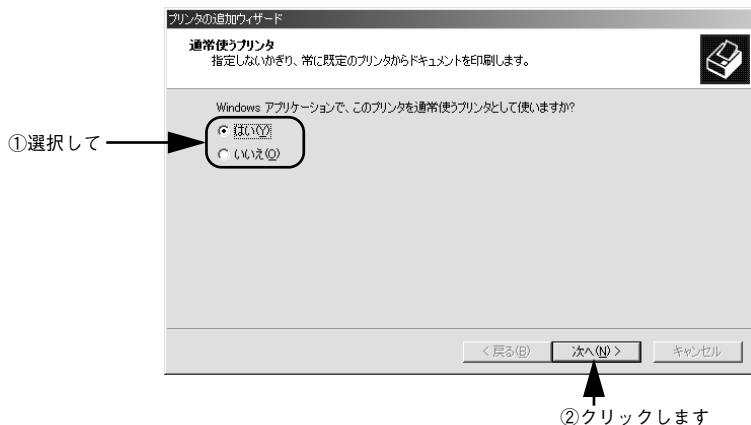 プリンタの追加ウィザード
通常使うプリンタ
指定しないかぎり、常に既定のプリンタからドキュメントを印刷します。
Windows アプリケーションで、このプリンタを通常使うプリンタとして使いますか?
はい(Y)
①選択して
いいえ(O)
< 戻る(B) 次へ(N) > キャンセル
②クリックします